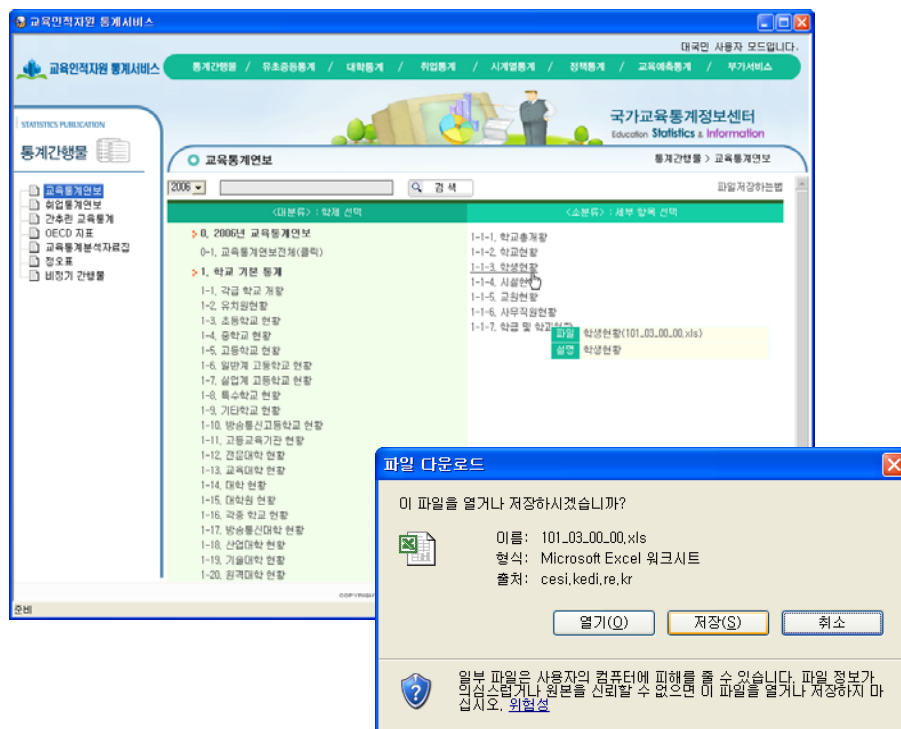 교육인적자원 통계서비스
대국민 사용자 모드입니다.
교육인적자원 통계서비스
통계간행물 / 유초중등통계 / 대학통계 / 취업통계 / 시계열통계 / 정책통계 / 교육예측통계 / 부가서비스
STATISTICS PUBLICATION
통계간행물
국가교육통계정보센터
Education Statistics & Information
교육통계연보
통계간행물 > 교육통계연보
교육통계연보
취업통계연보
간추린 교육통계
OECD 지표
교육통계분석자료집
정오표
비정기 간행물
2006
검 색
파일저장하는법
<대분류> : 학제 선택
<소분류> : 세부 항목 선택
0. 2006년 교육통계연보
0-1. 교육통계연보전체(클릭)
1. 학교 기본 통계
1-1. 각급 학교 개황
1-2. 유치원현황
1-3. 초등학교 현황
1-4. 중학교 현황
1-5. 고등학교 현황
1-6. 일반계 고등학교 현황
1-7. 실업계 고등학교 현황
1-8. 특수학교 현황
1-9. 기타학교 현황
1-10. 방송통신고등학교 현황
1-11. 고등교육기관 현황
1-12. 전문대학 현황
1-13. 교육대학 현황
1-14. 대학 현황
1-15. 대학원 현황
1-16. 각종 학교 현황
1-17. 방송통신대학 현황
1-18. 산업대학 현황
1-19. 기술대학 현황
1-20. 원격대학 현황
1-1-1. 학교총개황
1-1-2. 학교현황
1-1-3. 학생현황
1-1-4. 시설현황
1-1-5. 교원현황
1-1-6. 사무직원현황
1-1-7. 학급 및 학과현황
파일 학생현황(101_03_00_00.xls)
설명 학생현황
준비
파일 다운로드
이 파일을 열거나 저장하시겠습니까?
이름: 101_03_00_00.xls
형식: Microsoft Excel 워크시트
출처: cesi.kedi.re.kr
열기(O) 저장(S) 취소
일부 파일은 사용자의 컴퓨터에 피해를 줄 수 있습니다. 파일 정보가
의심스럽거나 원본을 신뢰할 수 없으면 이 파일을 열거나 저장하지 마
십시오. 위험성